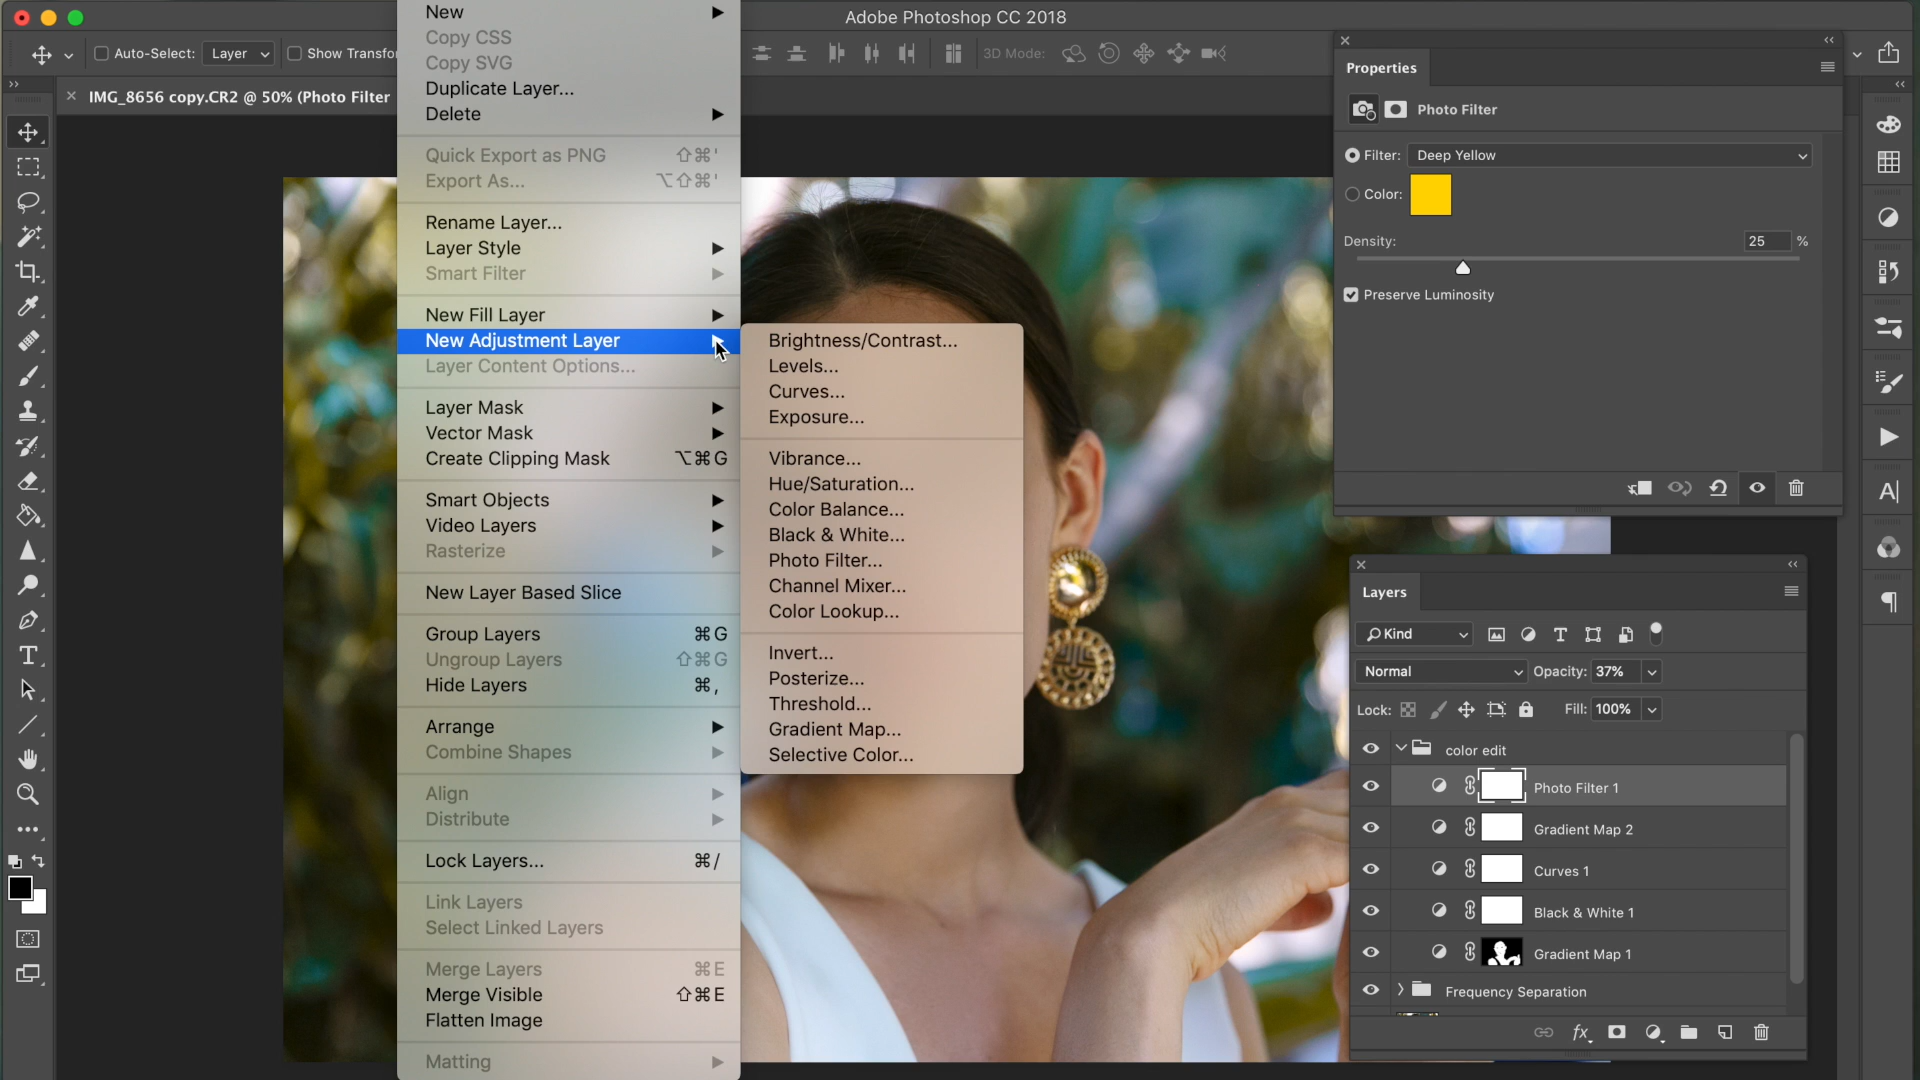 Adobe Photoshop CC 2018
Auto-Select:
Layer
Show Transfo
3D Mode:
IMG_8656 copy.CR2 @ 50% (Photo Filter
New
Copy CSS
Copy SVG
Duplicate Layer...
Delete
Quick Export as PNG ⇧⌘'
Export As... ⌥⇧⌘'
Rename Layer...
Layer Style
Smart Filter
New Fill Layer
New Adjustment Layer
Layer Content Options...
Layer Mask
Vector Mask
Create Clipping Mask ⌥⌘G
Smart Objects
Video Layers
Rasterize
New Layer Based Slice
Group Layers ⌘G
Ungroup Layers ⇧⌘G
Hide Layers ⌘,
Arrange
Combine Shapes
Align
Distribute
Lock Layers... ⌘/
Link Layers
Select Linked Layers
Merge Layers ⌘E
Merge Visible ⇧⌘E
Flatten Image
Matting
Brightness/Contrast...
Levels...
Curves...
Exposure...
Vibrance...
Hue/Saturation...
Color Balance...
Black & White...
Photo Filter...
Channel Mixer...
Color Lookup...
Invert...
Posterize...
Threshold...
Gradient Map...
Selective Color...
Properties
Photo Filter
Filter: Deep Yellow
Color:
Density: 25 %
Preserve Luminosity
Layers
Kind
Normal Opacity: 37%
Lock: Fill: 100%
color edit
Photo Filter 1
Gradient Map 2
Curves 1
Black & White 1
Gradient Map 1
Frequency Separation
fx